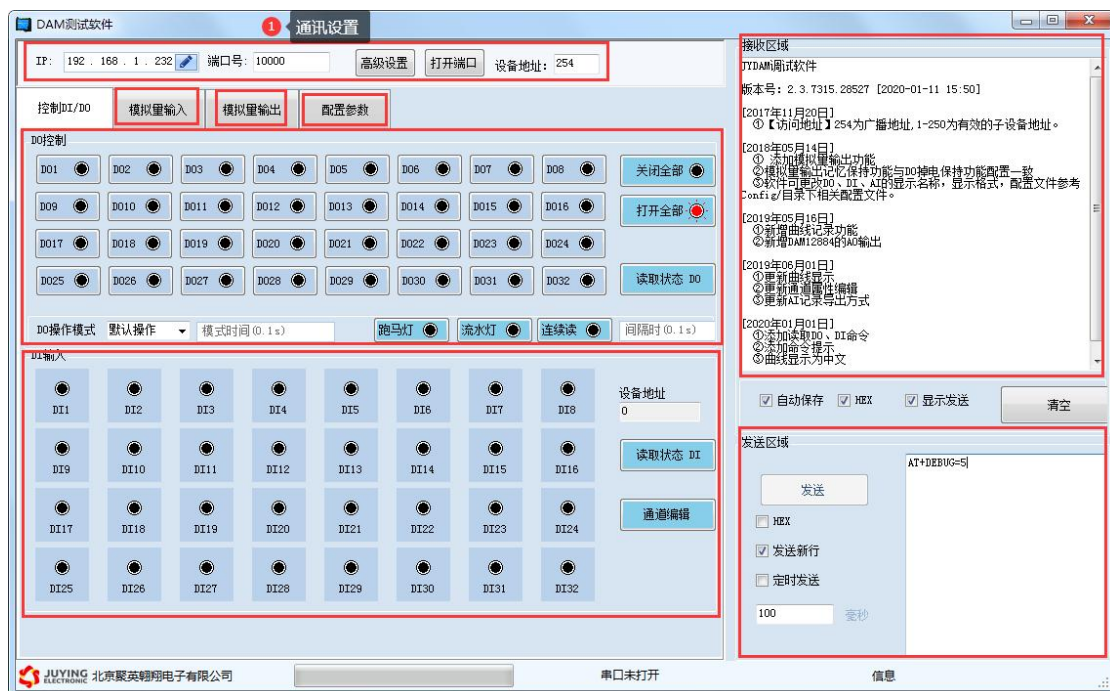 DAM测试软件
1 通讯设置
IP: 192 . 168 . 1 . 232 端口号: 10000 高级设置 打开端口 设备地址: 254
控制DI/DO 模拟量输入 模拟量输出 配置参数
DO控制
DO1 DO2 DO3 DO4 DO5 DO6 DO7 DO8 关闭全部
DO9 DO10 DO11 DO12 DO13 DO14 DO15 DO16 打开全部
DO17 DO18 DO19 DO20 DO21 DO22 DO23 DO24
DO25 DO26 DO27 DO28 DO29 DO30 DO31 DO32 读取状态 DO
DO操作模式 默认操作 模式时间(0.1s) 跑马灯 流水灯 连续读 间隔时(0.1s)
DI输入
DI1 DI2 DI3 DI4 DI5 DI6 DI7 DI8
设备地址
0
DI9 DI10 DI11 DI12 DI13 DI14 DI15 DI16 读取状态 DI
DI17 DI18 DI19 DI20 DI21 DI22 DI23 DI24 通道编辑
DI25 DI26 DI27 DI28 DI29 DI30 DI31 DI32
接收区域
JYDAM调试软件
版本号: 2.3.7315.28527 [2020-01-11 15:50]
[2017年11月20日]
①【访问地址】254为广播地址,1-250为有效的子设备地址。
[2018年05月14日]
① 添加模拟量输出功能
②模拟量输出记忆保持功能与DO掉电保持功能配置一致
③软件可更改DO、DI、AI的显示名称，显示格式，配置文件参考
Config/目录下相关配置文件。
[2019年05月16日]
①新增曲线记录功能
②新增DAM12884的AO输出
[2019年06月01日]
①更新曲线显示
②更新通道属性编辑
③更新AI记录导出方式
[2020年01月01日]
①添加读取DO、DI命令
②添加命令提示
③曲线显示为中文
自动保存 HEX 显示发送 清空
发送区域
AT+DEBUG=5
发送
HEX
发送新行
定时发送
100 毫秒
JUYING ELECTRONIC 北京聚英翱翔电子有限公司 串口未打开 信息